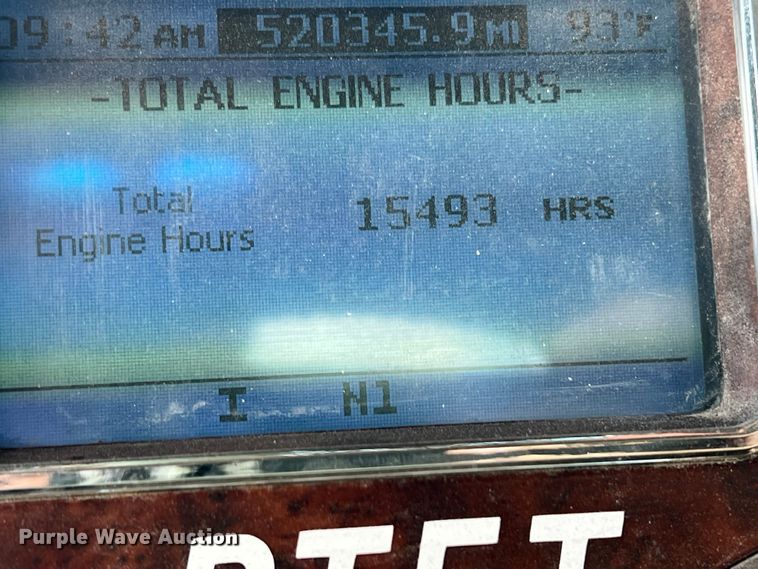 09:42AM 520345.9MI 93°F
-TOTAL ENGINE HOURS-
Total
Engine Hours 15493 HRS
I N1
Purple Wave Auction